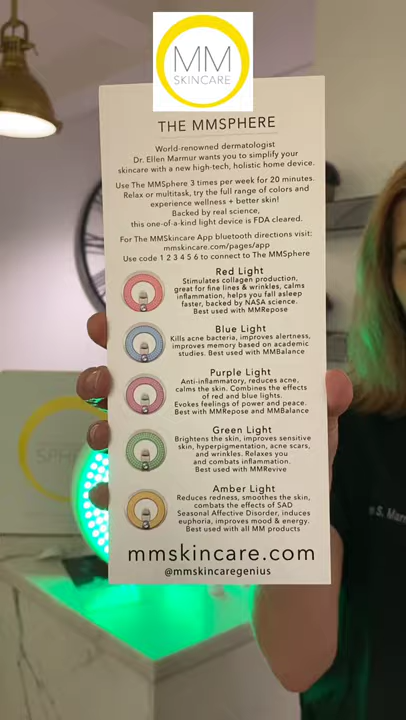 MM
SKINCARE
THE MMSPHERE
World-renowned dermatologist
Dr. Ellen Marmur wants you to simplify your
skincare with a new high-tech, holistic home device.
Use The MMSphere 3 times per week for 20 minutes.
Relax or multitask, try the full range of colors and
experience wellness + better skin!
Backed by real science,
this one-of-a-kind light device is FDA cleared.
For The MMSkincare App bluetooth directions visit:
mmskincare.com/pages/app
Use code 1 2 3 4 5 6 to connect to The MMSphere
Red Light
Stimulates collagen production,
great for fine lines & wrinkles, calms
inflammation, helps you fall asleep
faster, backed by NASA science.
Best used with MMRepose
Blue Light
Kills acne bacteria, improves alertness,
improves memory based on academic
studies. Best used with MMBalance
Purple Light
Anti-inflammatory, reduces acne,
calms the skin. Combines the effects
of red and blue lights.
Evokes feelings of power and peace.
Best with MMRepose and MMBalance
Green Light
Brightens the skin, improves sensitive
skin, hyperpigmentation, acne scars,
and wrinkles. Relaxes you
and combats inflammation.
Best used with MMRevive
Amber Light
Reduces redness, smoothes the skin,
combats the effects of SAD
Seasonal Affective Disorder, induces
euphoria, improves mood & energy.
Best used with all MM products
mmskincare.com
@mmskincaregenius
SPHE
S. Mar